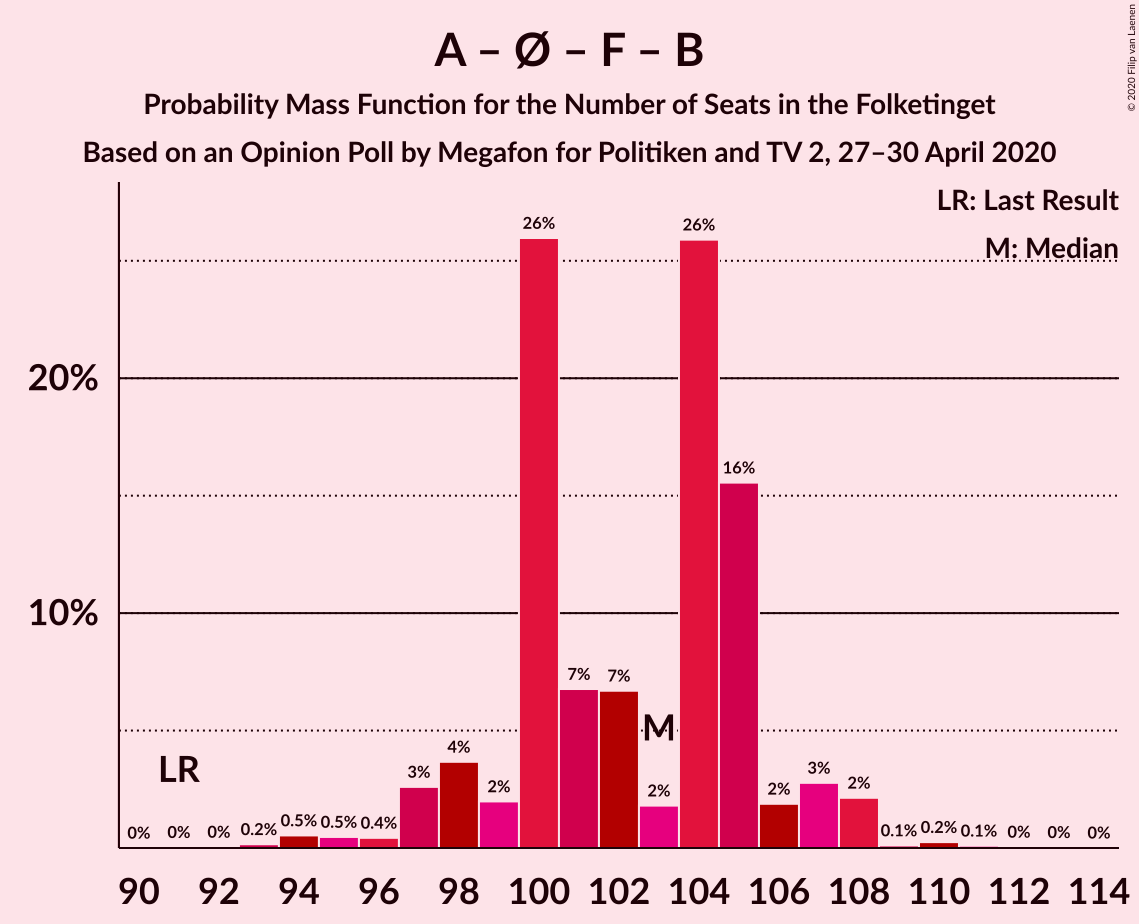 A – Ø – F – B
Probability Mass Function for the Number of Seats in the Folketinget
Based on an Opinion Poll by Megafon for Politiken and TV 2, 27–30 April 2020
© 2020 Filip van Laenen
LR: Last Result
M: Median
20%
10%
LR
M
0% 0% 0% 0.2% 0.5% 0.5% 0.4% 3% 4% 2% 26% 7% 7% 2% 26% 16% 2% 3% 2% 0.1% 0.2% 0.1% 0% 0% 0%
90 92 94 96 98 100 102 104 106 108 110 112 114